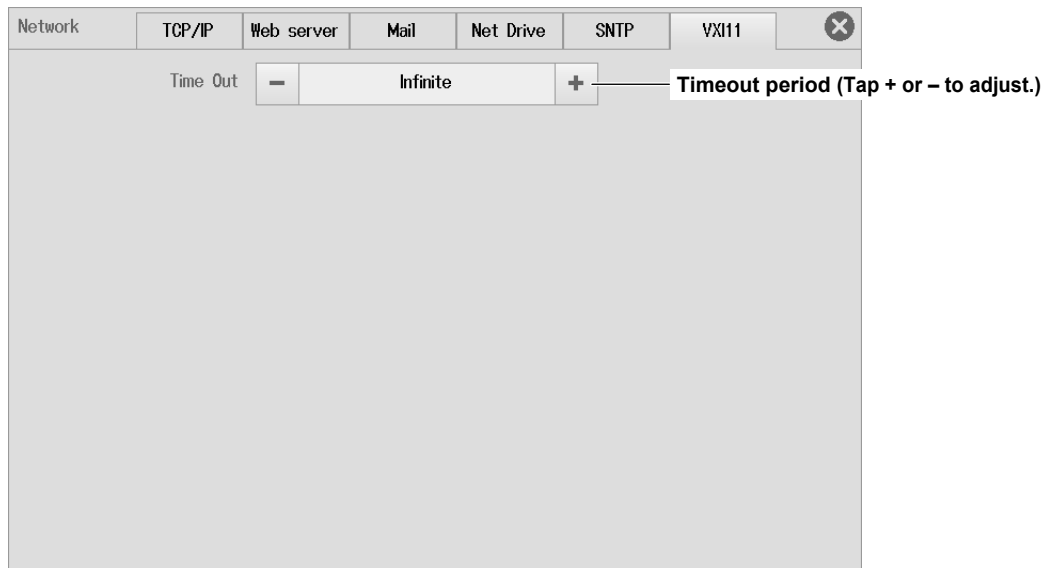 Network TCP/IP Web server Mail Net Drive SNTP VXI11
Time Out − Infinite + Timeout period (Tap + or – to adjust.)